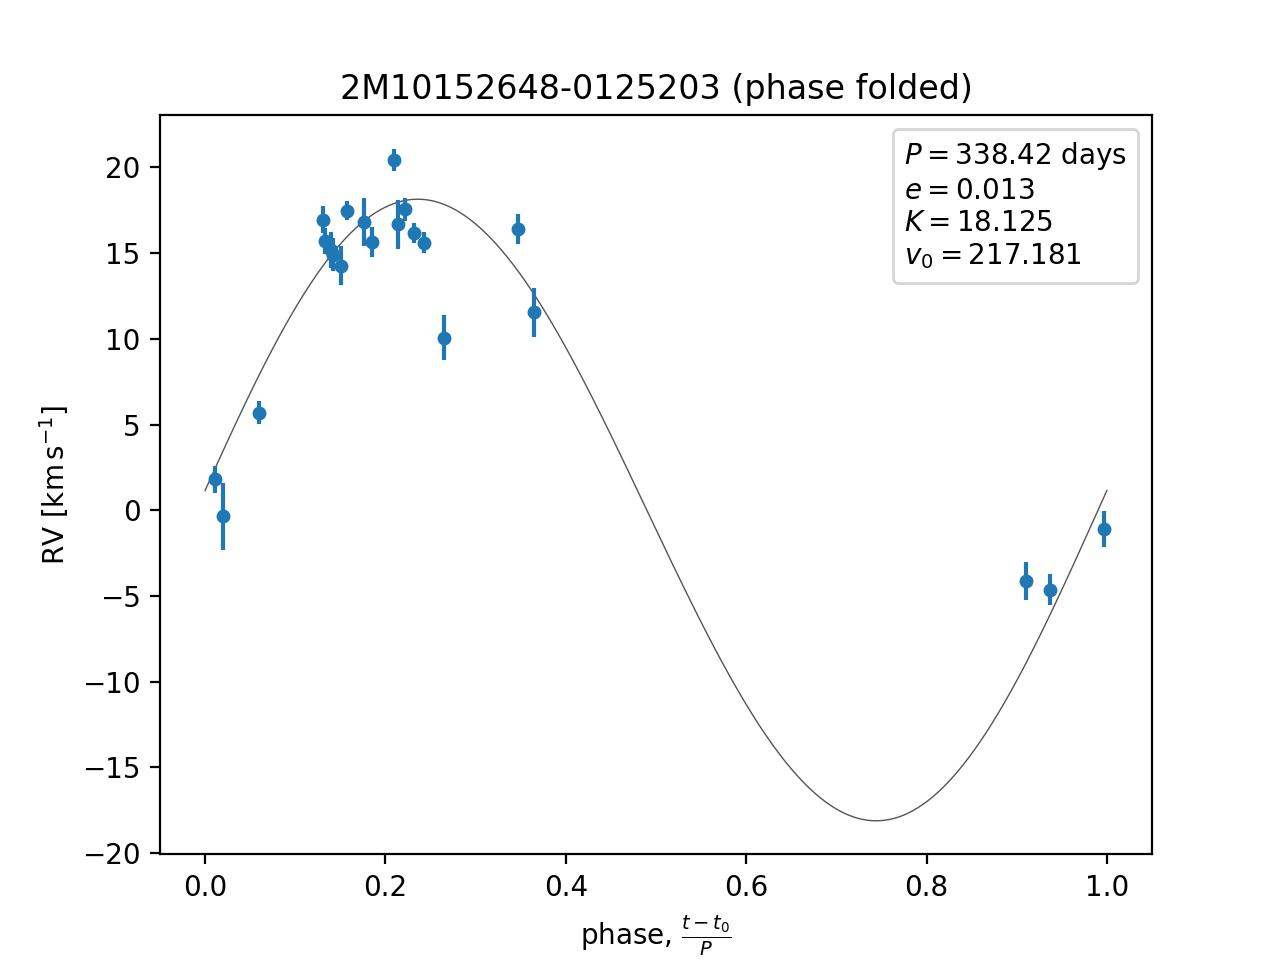 2M10152648-0125203 (phase folded)
P = 338.42 days
e = 0.013
K = 18.125
v₀ = 217.181
RV [km s⁻¹]
20
15
10
5
0
−5
−10
−15
−20
0.0 0.2 0.4 0.6 0.8 1.0
phase, (t − t₀)/P